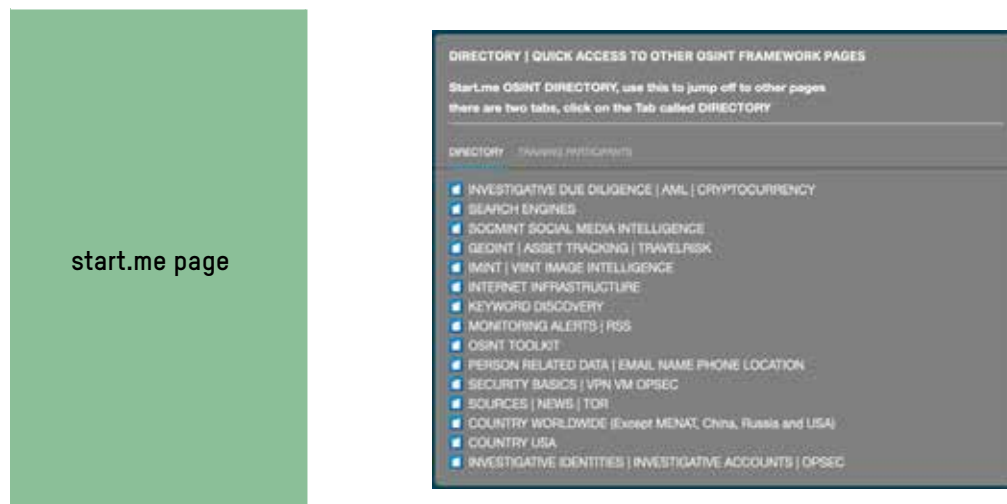 start.me page
DIRECTORY | QUICK ACCESS TO OTHER OSINT FRAMEWORK PAGES
Start.me OSINT DIRECTORY, use this to jump off to other pages
there are two tabs, click on the Tab called DIRECTORY
DIRECTORY TRAINING PARTICIPANTS
INVESTIGATIVE DUE DILIGENCE | AML | CRYPTOCURRENCY
SEARCH ENGINES
SOCMINT SOCIAL MEDIA INTELLIGENCE
GEOINT | ASSET TRACKING | TRAVELRISK
IMINT | VIINT IMAGE INTELLIGENCE
INTERNET INFRASTRUCTURE
KEYWORD DISCOVERY
MONITORING ALERTS | RSS
OSINT TOOLKIT
PERSON RELATED DATA | EMAIL NAME PHONE LOCATION
SECURITY BASICS | VPN VM OPSEC
SOURCES | NEWS | TOR
COUNTRY WORLDWIDE (Except MENAT, China, Russia and USA)
COUNTRY USA
INVESTIGATIVE IDENTITIES | INVESTIGATIVE ACCOUNTS | OPSEC